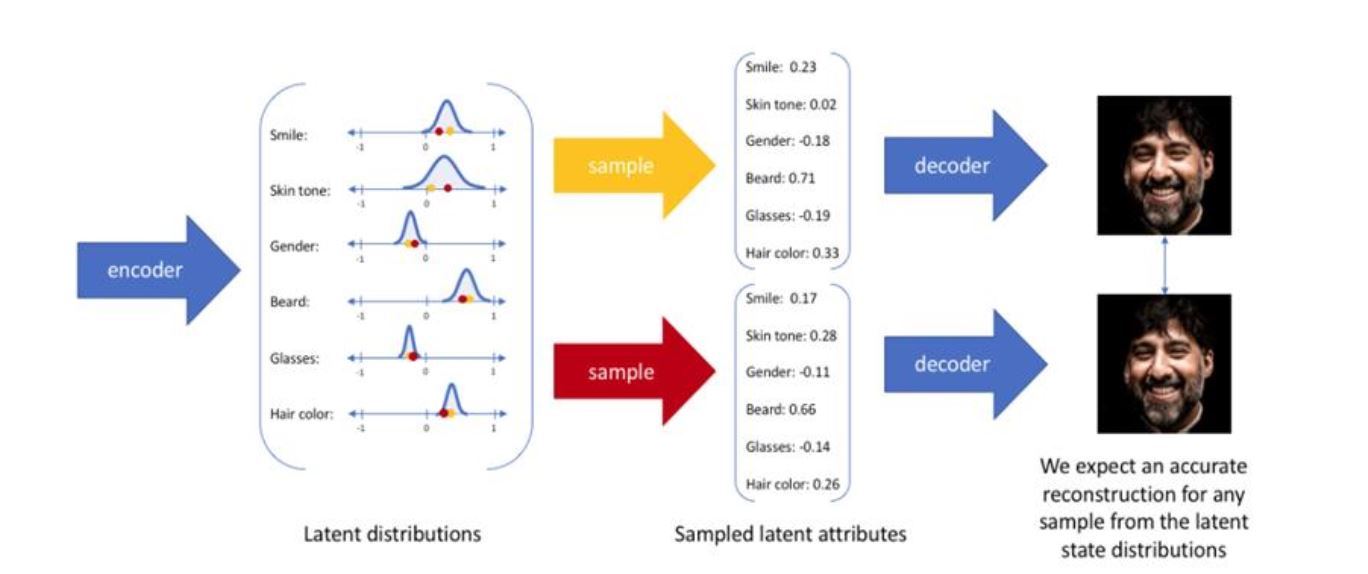 encoder
Smile:
-1 0 1
Skin tone:
-1 0 1
Gender:
-1 0 1
Beard:
-1 0 1
Glasses:
-1 0 1
Hair color:
-1 0 1
Latent distributions
sample
sample
Smile: 0.23
Skin tone: 0.02
Gender: -0.18
Beard: 0.71
Glasses: -0.19
Hair color: 0.33
Smile: 0.17
Skin tone: 0.28
Gender: -0.11
Beard: 0.66
Glasses: -0.14
Hair color: 0.26
Sampled latent attributes
decoder
decoder
We expect an accurate
reconstruction for any
sample from the latent
state distributions